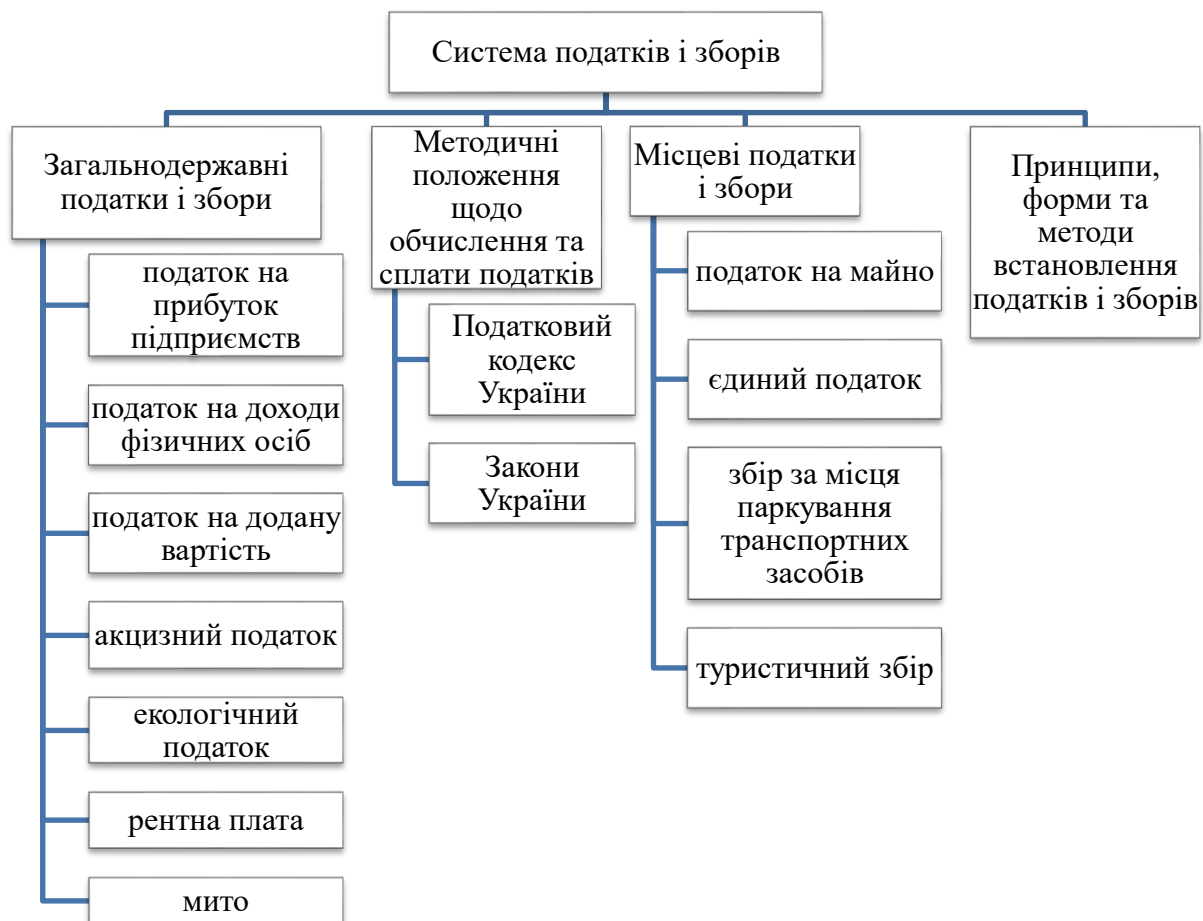 Система податків і зборів
Загальнодержавні
податки і збори
податок на
прибуток
підприємств
податок на доходи
фізичних осіб
податок на додану
вартість
акцизний податок
екологічний
податок
рентна плата
мито
Методичні
положення
щодо
обчислення та
сплати податків
Податковий
кодекс
України
Закони
України
Місцеві податки
і збори
податок на майно
єдиний податок
збір за місця
паркування
транспортних
засобів
туристичний збір
Принципи,
форми та
методи
встановлення
податків і зборів